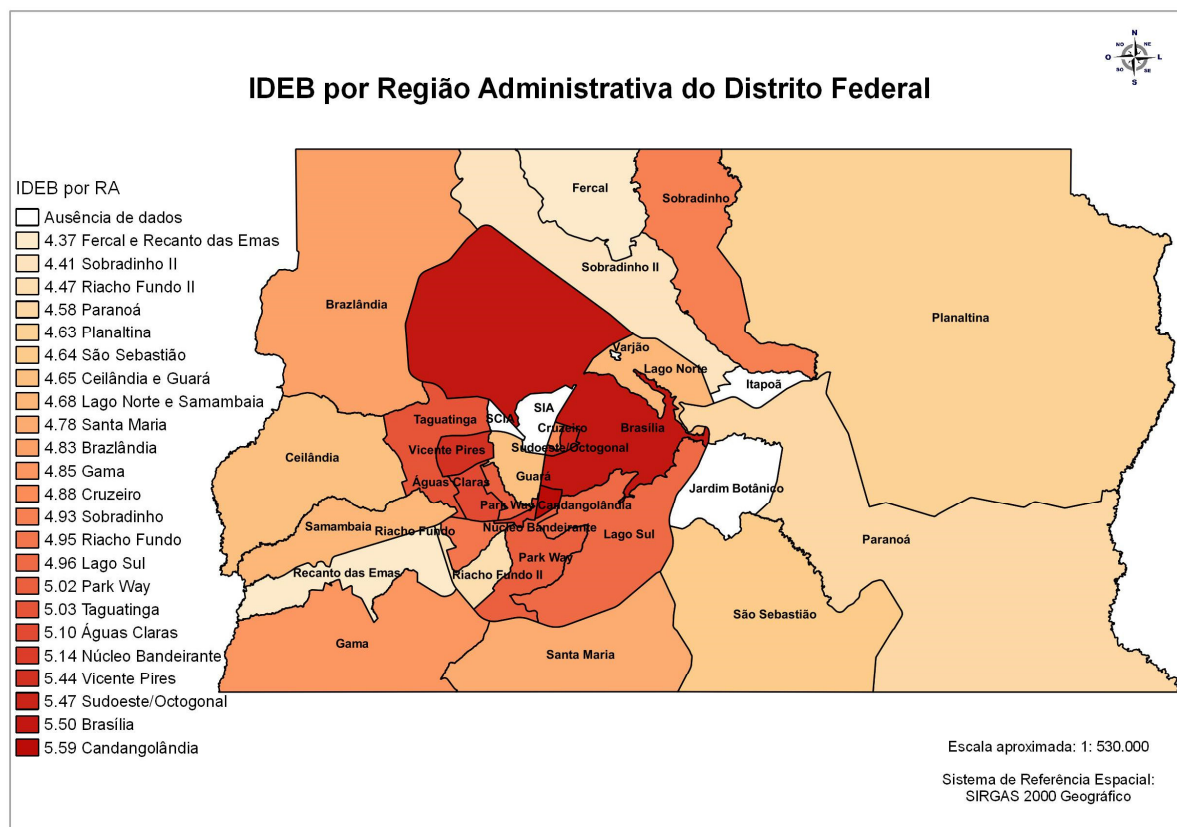 N
NO NE
O L
SO SE
S
IDEB por Região Administrativa do Distrito Federal
IDEB por RA
Ausência de dados
4.37 Fercal e Recanto das Emas
4.41 Sobradinho II
4.47 Riacho Fundo II
4.58 Paranoá
4.63 Planaltina
4.64 São Sebastião
4.65 Ceilândia e Guará
4.68 Lago Norte e Samambaia
4.78 Santa Maria
4.83 Brazlândia
4.85 Gama
4.88 Cruzeiro
4.93 Sobradinho
4.95 Riacho Fundo
4.96 Lago Sul
5.02 Park Way
5.03 Taguatinga
5.10 Águas Claras
5.14 Núcleo Bandeirante
5.44 Vicente Pires
5.47 Sudoeste/Octogonal
5.50 Brasília
5.59 Candangolândia
Fercal
Sobradinho
Sobradinho II
Brazlândia
Planaltina
Varjão
Lago Norte
Itapoã
SIA
SCIA
Taguatinga
Cruzeiro
Brasília
Sudoeste/Octogonal
Vicente Pires
Ceilândia
Guará
Águas Claras
Jardim Botânico
Park Way
Candangolândia
Samambaia
Riacho Fundo
Núcleo Bandeirante
Lago Sul
Paranoá
Park Way
Recanto das Emas
Riacho Fundo II
São Sebastião
Gama
Santa Maria
Escala aproximada: 1: 530.000
Sistema de Referência Espacial:
SIRGAS 2000 Geográfico